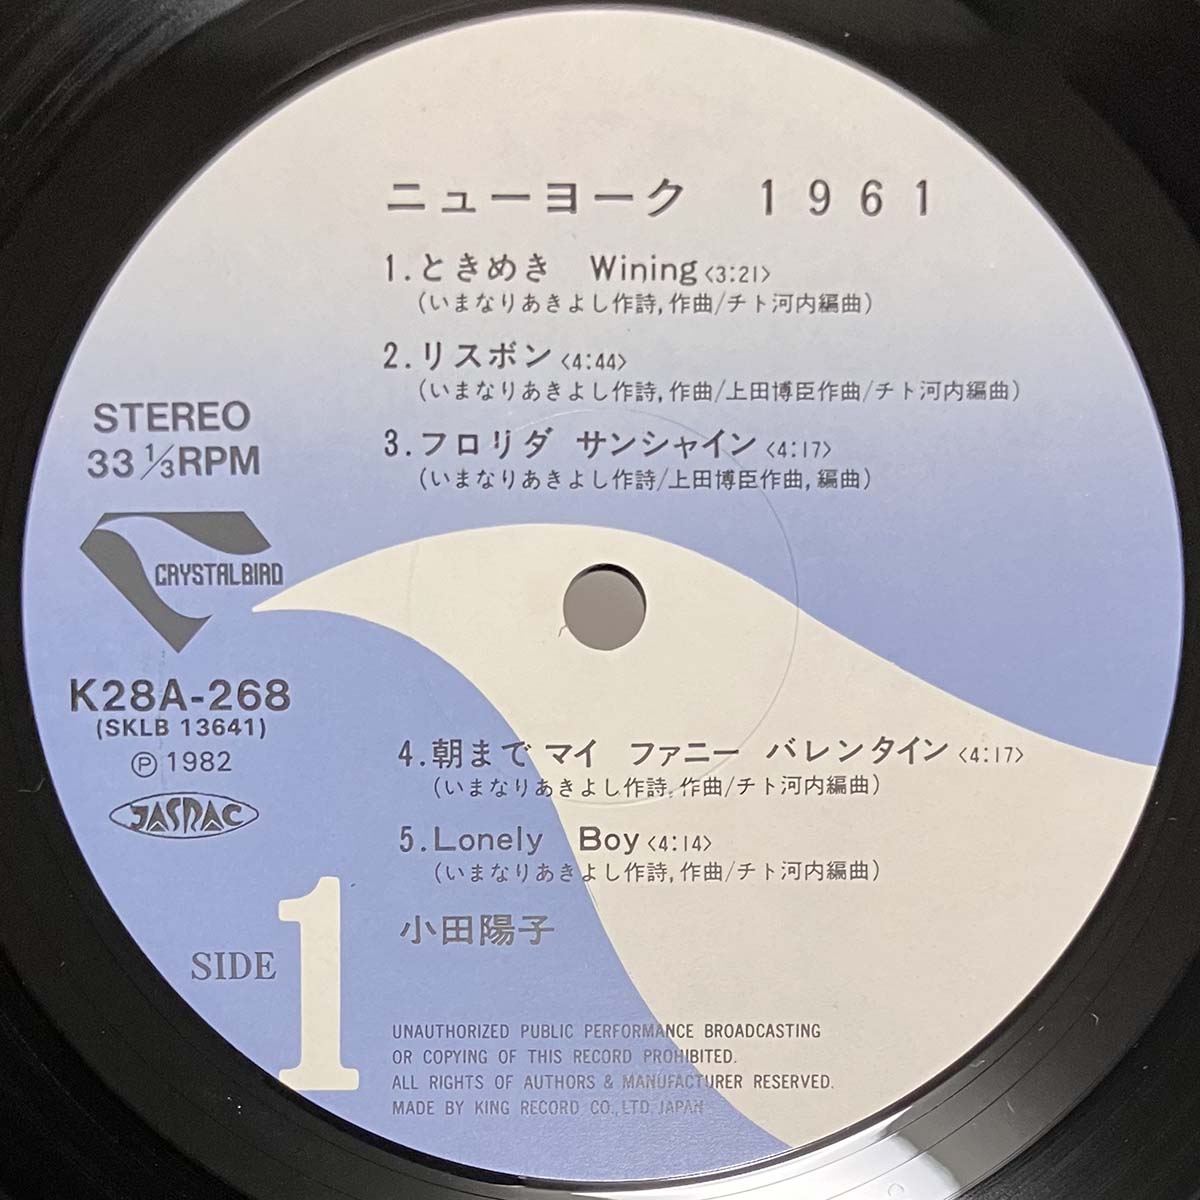 ニューヨーク 1961
1.ときめき Wining<3:21>
(いまなりあきよし作詩,作曲/チト河内編曲)
2.リスボン<4:44>
(いまなりあきよし作詩,作曲/上田博臣作曲/チト河内編曲)
3.フロリダ サンシャイン<4:17>
(いまなりあきよし作詩/上田博臣作曲,編曲)
STEREO
33 1/3 RPM
CRYSTALBIRD
K28A-268
(SKLB 13641)
Ⓟ 1982
JASRAC
4.朝まで マイ ファニー バレンタイン<4:17>
(いまなりあきよし作詩,作曲/チト河内編曲)
5.Lonely Boy<4:14>
(いまなりあきよし作詩,作曲/チト河内編曲)
小田陽子
SIDE 1
UNAUTHORIZED PUBLIC PERFORMANCE BROADCASTING
OR COPYING OF THIS RECORD PROHIBITED.
ALL RIGHTS OF AUTHORS & MANUFACTURER RESERVED.
MADE BY KING RECORD CO., LTD. JAPAN